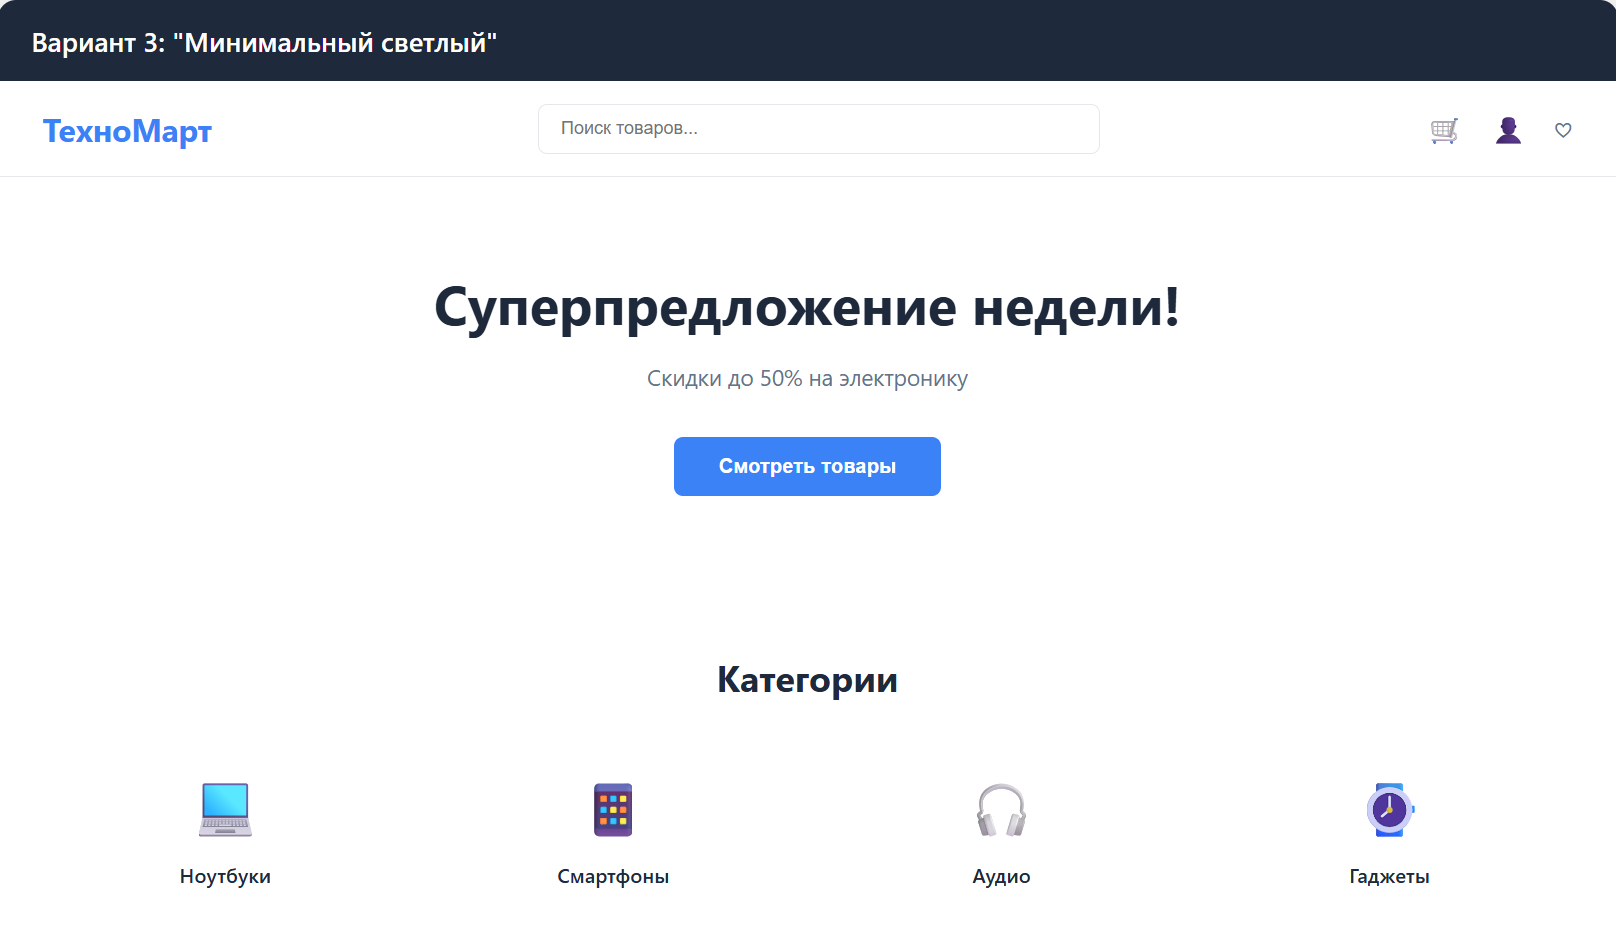 Вариант 3: "Минимальный светлый"
ТехноМарт
Поиск товаров...
Суперпредложение недели!
Скидки до 50% на электронику
Смотреть товары
Категории
Ноутбуки
Смартфоны
Аудио
Гаджеты